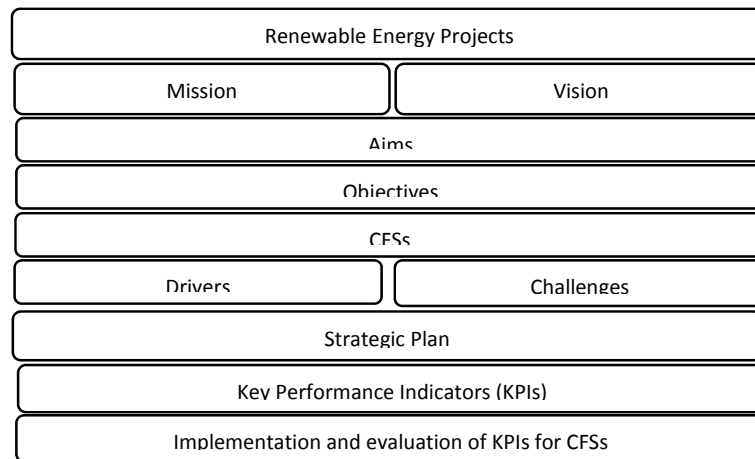 Renewable Energy Projects
Mission
Vision
Aims
Objectives
CFSs
Drivers
Challenges
Strategic Plan
Key Performance Indicators (KPIs)
Implementation and evaluation of KPIs for CFSs